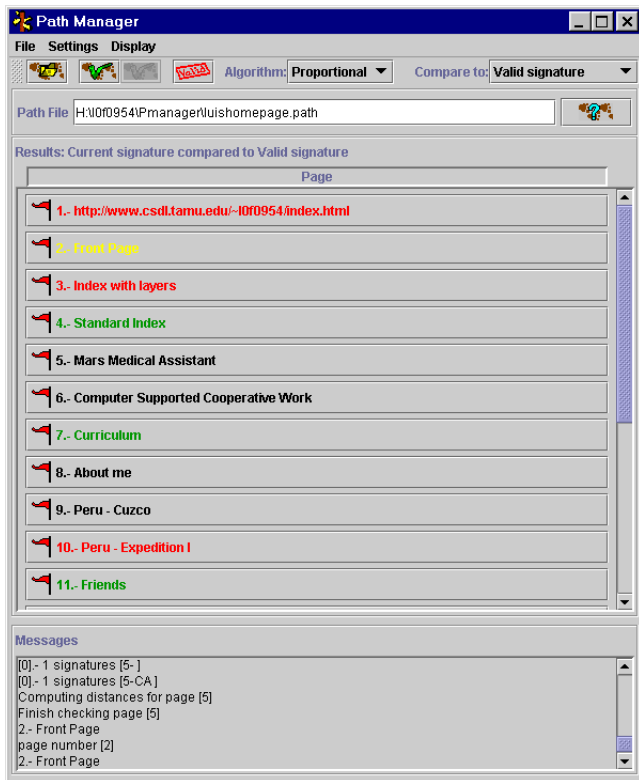 Path Manager
File Settings Display
Valid Algorithm: Proportional Compare to: Valid signature
Path File H:\l0f0954\Pmanager\luishomepage.path
Results: Current signature compared to Valid signature
Page
1.- http://www.csdl.tamu.edu/~l0f0954/index.html
2.- Front Page
3.- Index with layers
4.- Standard Index
5.- Mars Medical Assistant
6.- Computer Supported Cooperative Work
7.- Curriculum
8.- About me
9.- Peru - Cuzco
10.- Peru - Expedition I
11.- Friends
Messages
[0].- 1 signatures [5- ]
[0].- 1 signatures [5-CA ]
Computing distances for page [5]
Finish checking page [5]
2.- Front Page
page number [2]
2.- Front Page